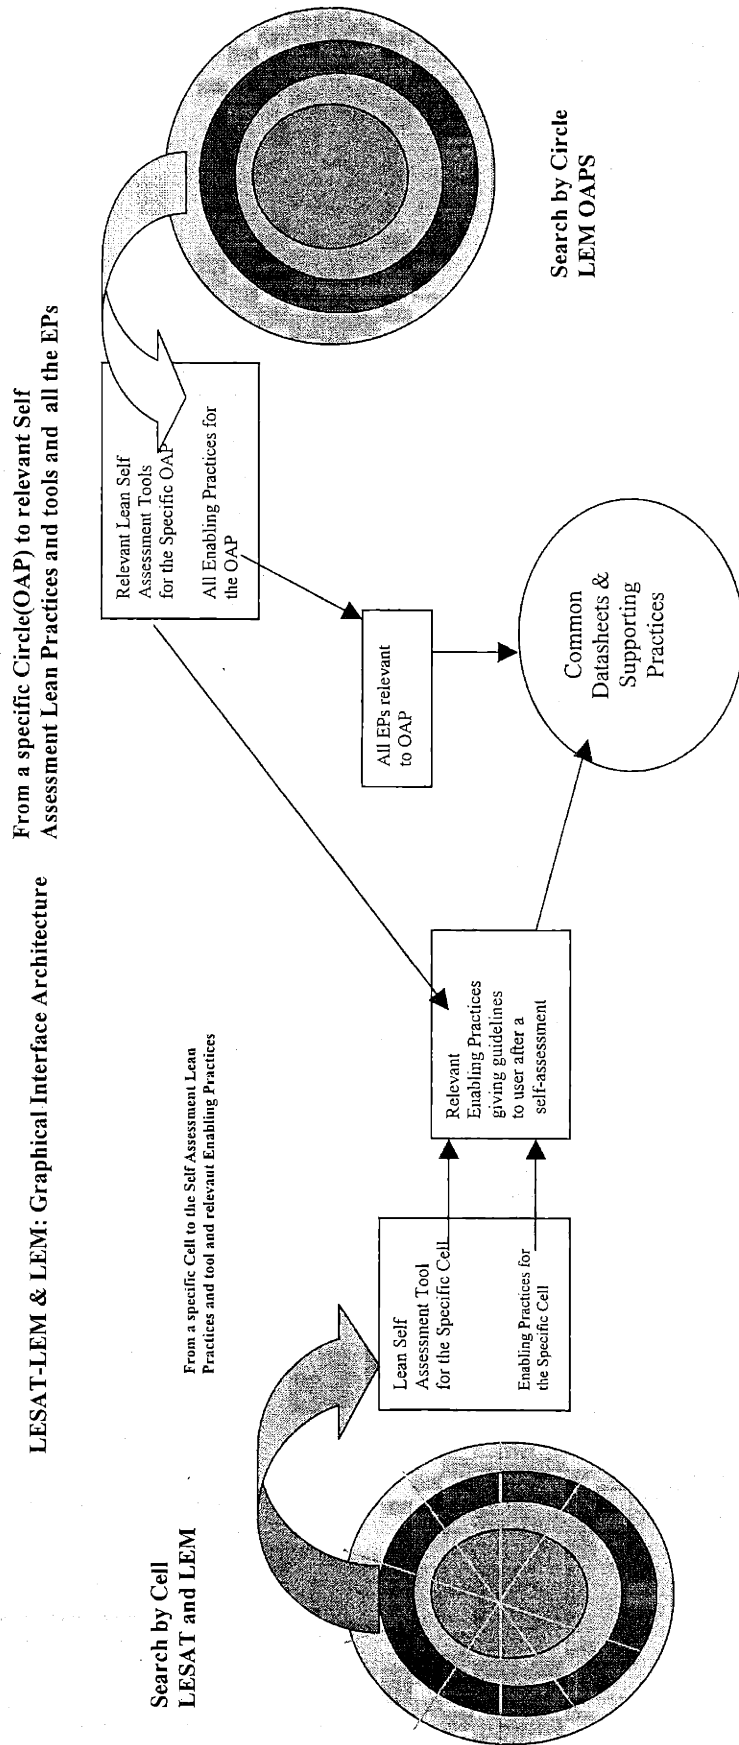 LESAT-LEM & LEM: Graphical Interface Architecture
Search by Cell
LESAT and LEM
From a specific Cell to the Self Assessment Lean
Practices and tool and relevant Enabling Practices
Lean Self
Assessment Tool
for the Specific Cell
Enabling Practices for
the Specific Cell
Relevant
Enabling Practices
giving guidelines
to user after a
self-assessment
From a specific Circle(OAP) to relevant Self
Assessment Lean Practices and tools and all the EPs
Relevant Lean Self
Assessment Tools
for the Specific OAP
All Enabling Practices for
the OAP
All EPs relevant
to OAP
Common
Datasheets &
Supporting
Practices
Search by Circle
LEM OAPS